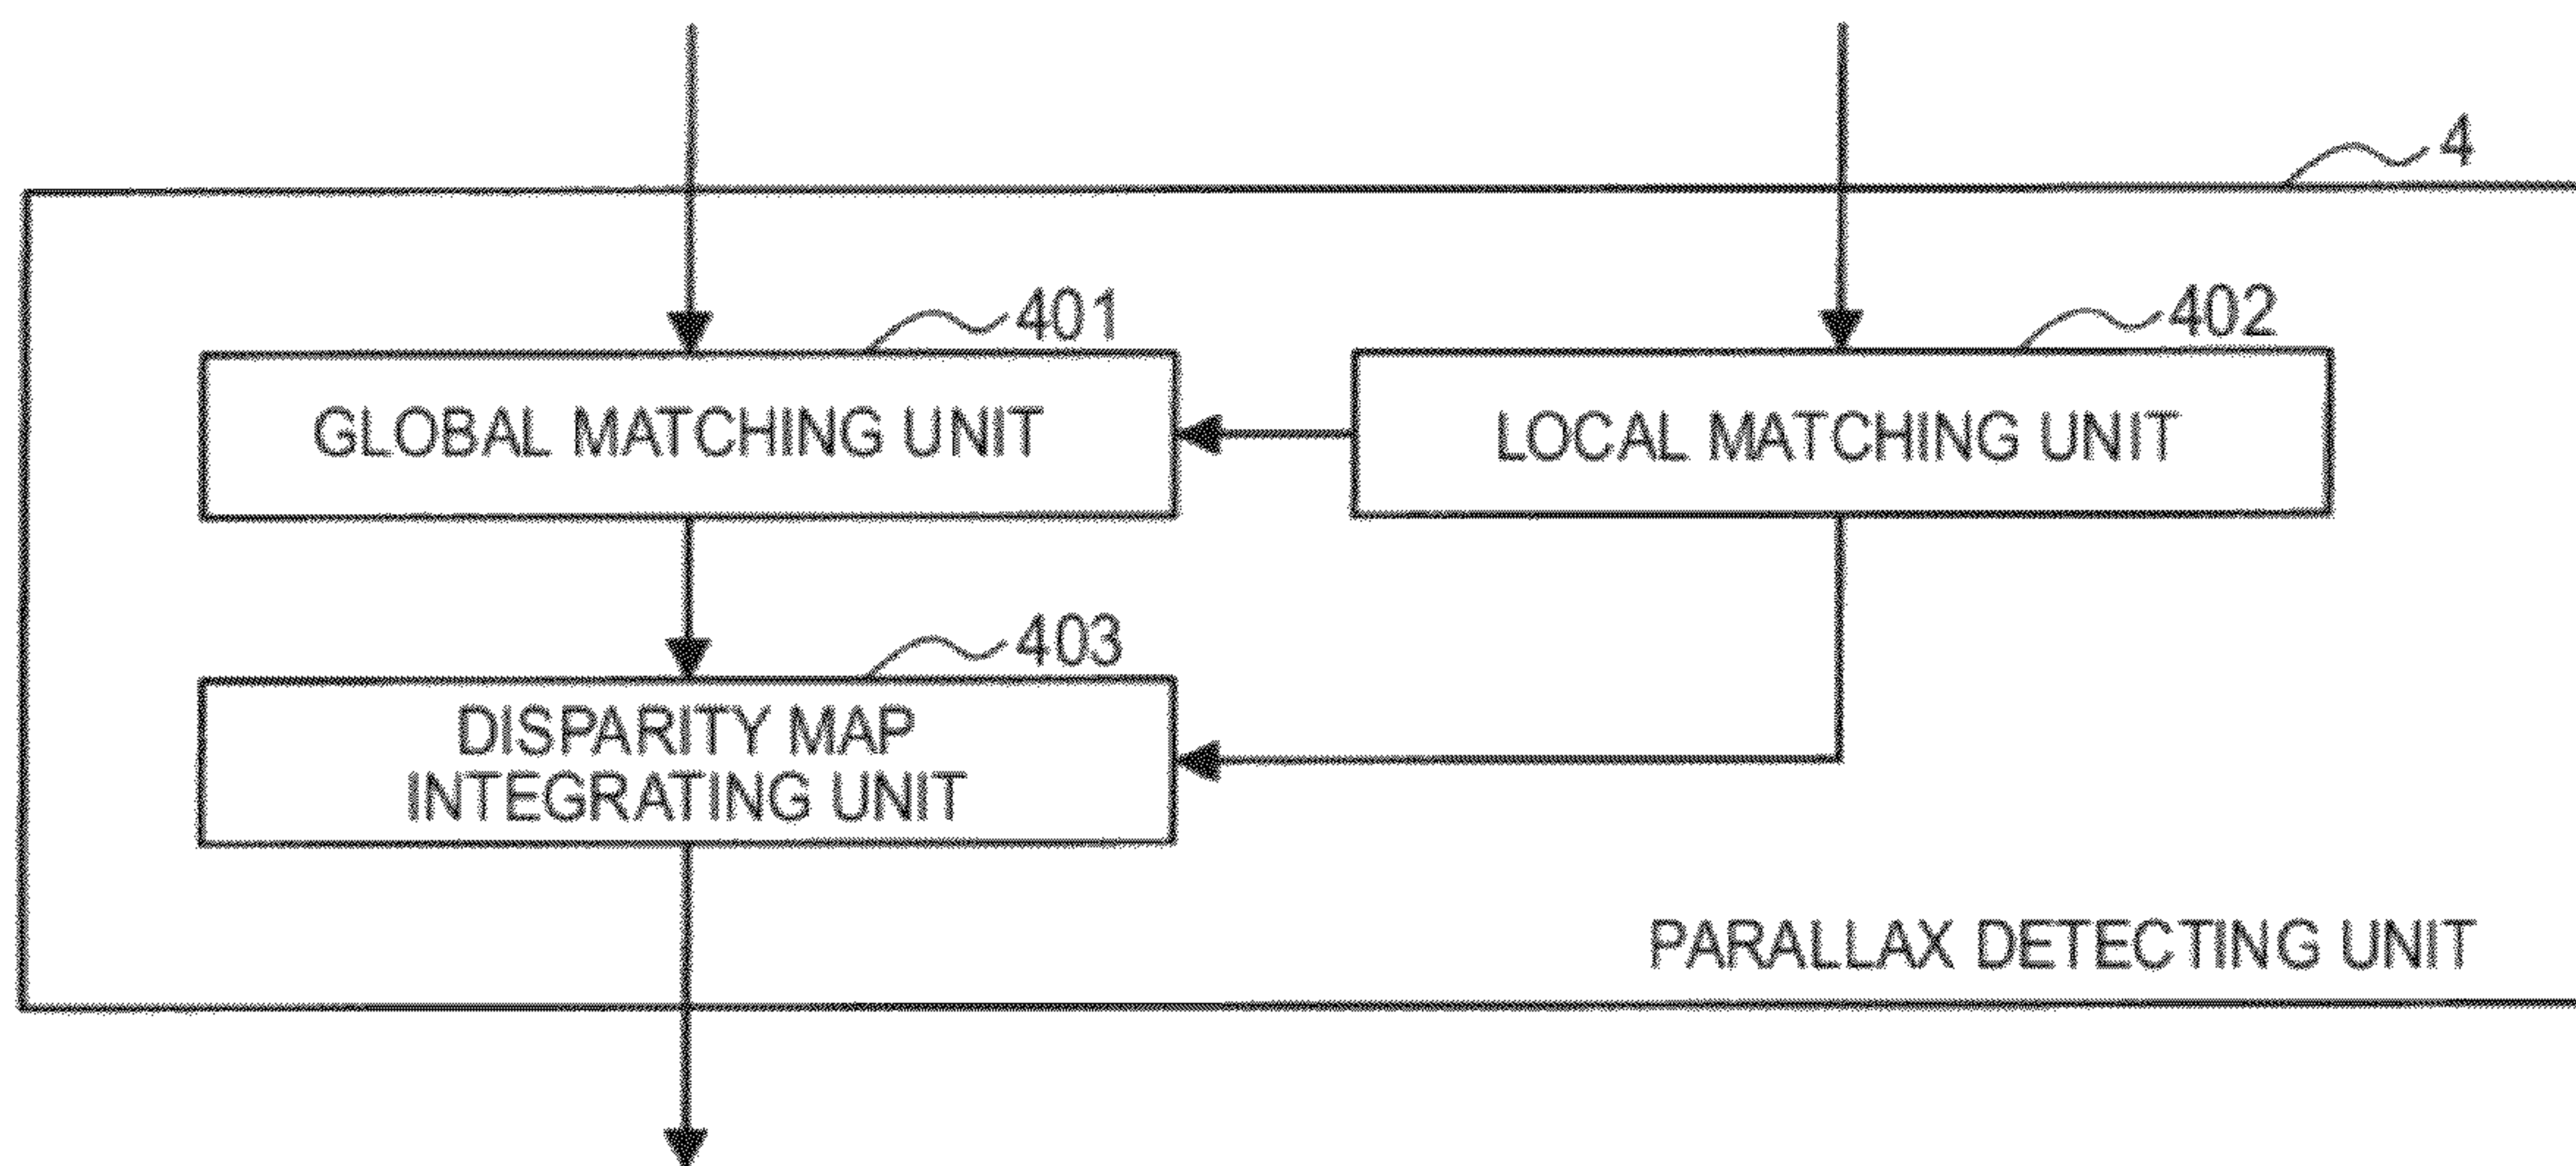 4
401
402
GLOBAL MATCHING UNIT
LOCAL MATCHING UNIT
403
DISPARITY MAP
INTEGRATING UNIT
PARALLAX DETECTING UNIT